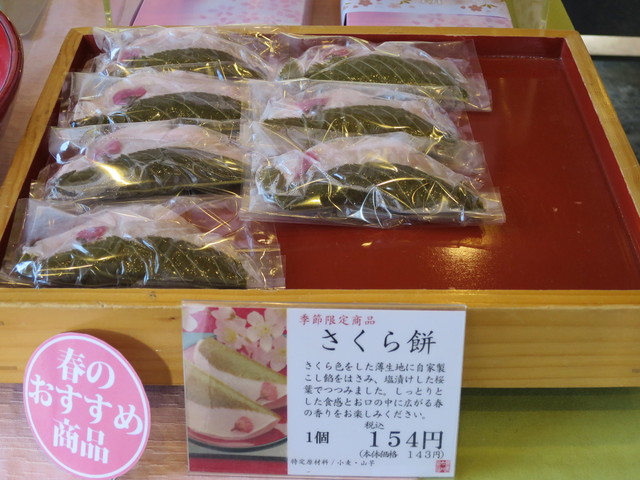 春の
おすすめ
商品
季節限定商品
さくら餅
さくら色をした薄生地に自家製
こし餡をはさみ、塩漬けした桜
葉でつつみました。しっとりと
した食感とお口の中に広がる春
の香りをお楽しみください。
税込
1個 154円
(本体価格 143円)
特定原材料/小麦・山芋